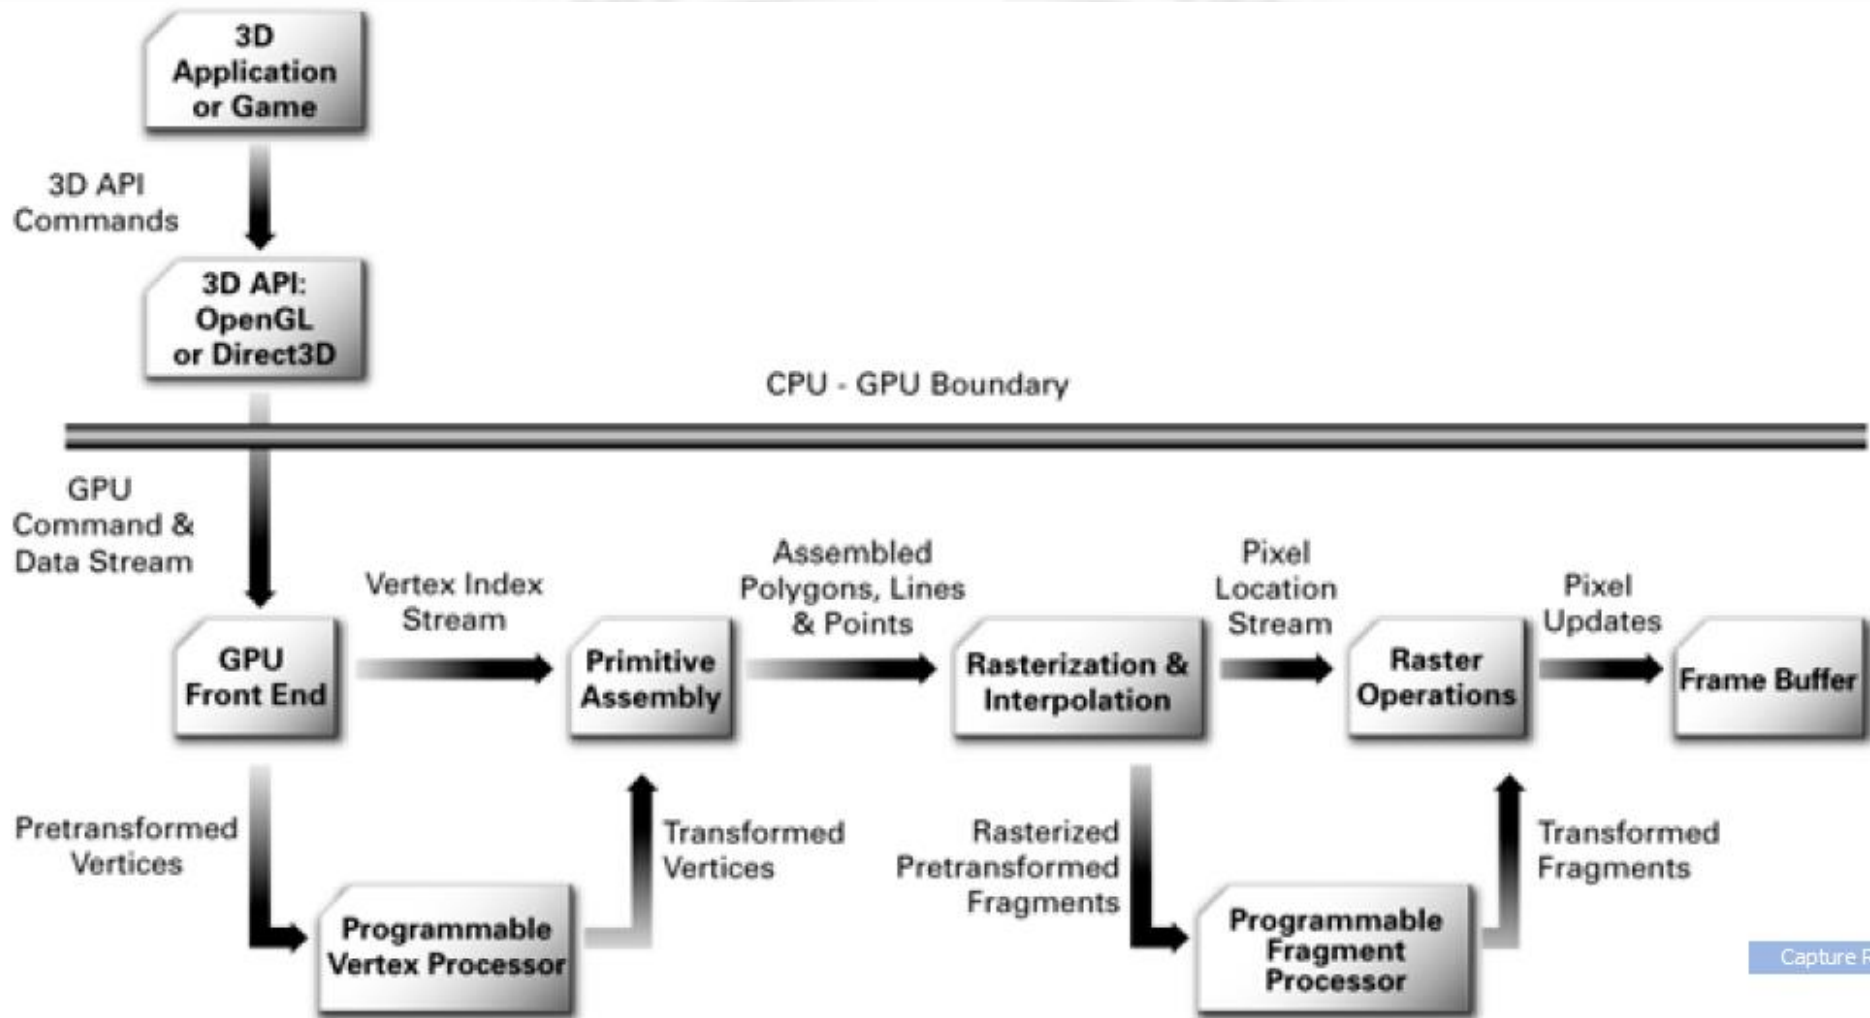 3D
Application
or Game
3D API
Commands
3D API:
OpenGL
or Direct3D
CPU - GPU Boundary
GPU
Command &
Data Stream
Vertex Index
Stream
Assembled
Polygons, Lines
& Points
Pixel
Location
Stream
Pixel
Updates
GPU
Front End
Primitive
Assembly
Rasterization &
Interpolation
Raster
Operations
Frame Buffer
Pretransformed
Vertices
Transformed
Vertices
Rasterized
Pretransformed
Fragments
Transformed
Fragments
Programmable
Vertex Processor
Programmable
Fragment
Processor
Capture